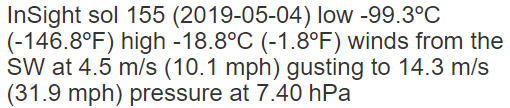 InSight sol 155 (2019-05-04) low -99.3ºC
(-146.8ºF) high -18.8ºC (-1.8ºF) winds from the
SW at 4.5 m/s (10.1 mph) gusting to 14.3 m/s
(31.9 mph) pressure at 7.40 hPa